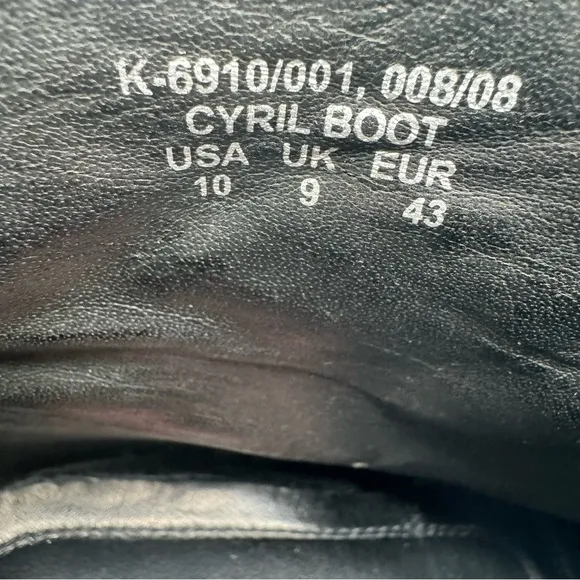 K-6910/001, 008/08
CYRIL BOOT
USA UK EUR
10 9 43